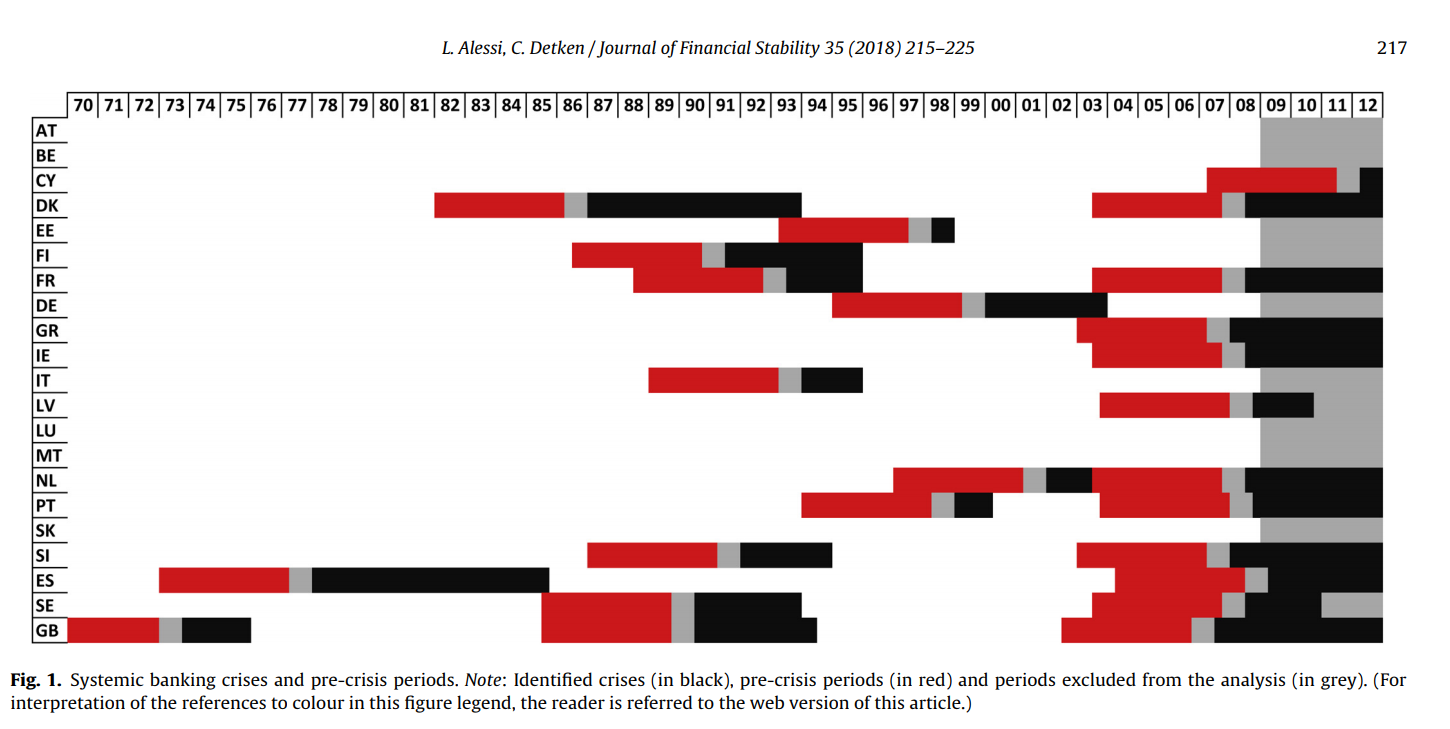 L. Alessi, C. Detken / Journal of Financial Stability 35 (2018) 215–225
217
70 71 72 73 74 75 76 77 78 79 80 81 82 83 84 85 86 87 88 89 90 91 92 93 94 95 96 97 98 99 00 01 02 03 04 05 06 07 08 09 10 11 12
AT
BE
CY
DK
EE
FI
FR
DE
GR
IE
IT
LV
LU
MT
NL
PT
SK
SI
ES
SE
GB
Fig. 1. Systemic banking crises and pre-crisis periods. Note: Identified crises (in black), pre-crisis periods (in red) and periods excluded from the analysis (in grey). (For
interpretation of the references to colour in this figure legend, the reader is referred to the web version of this article.)